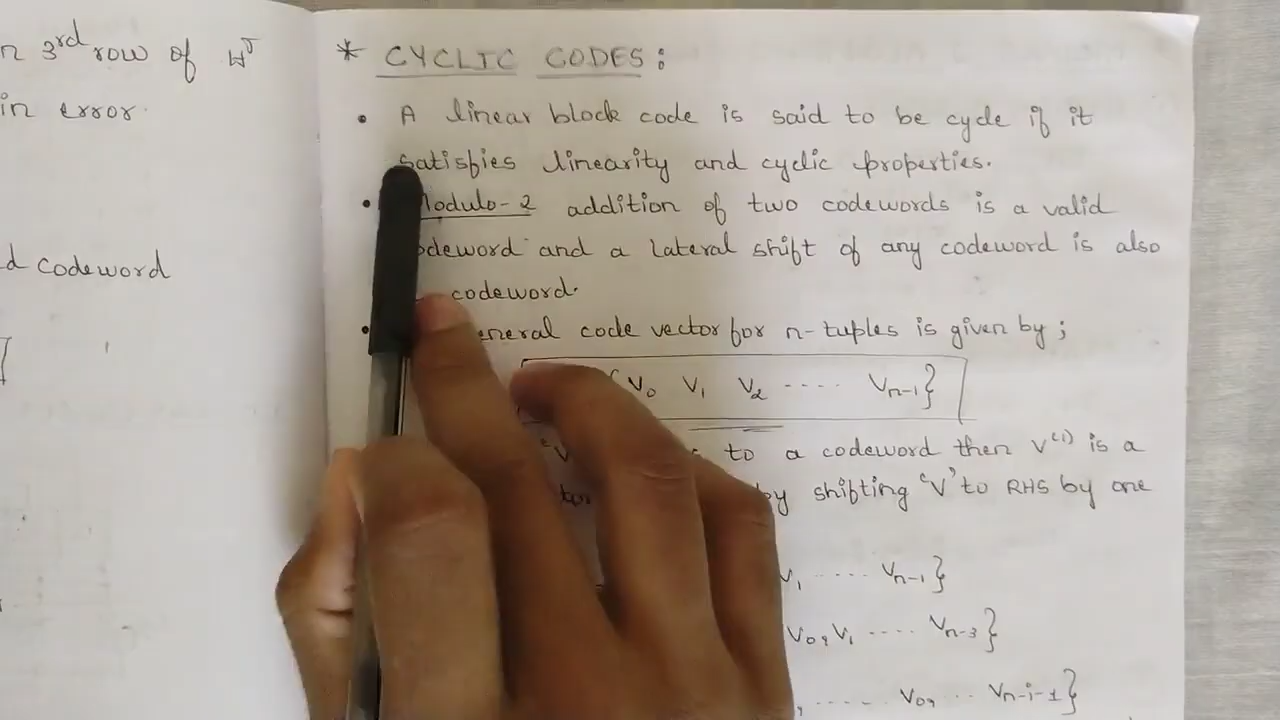 n 3rd row of H^T
in error.
d codeword
* CYCLIC CODES :
• A linear block code is said to be cycle if it
satisfies linearity and cyclic properties.
• Modulo-2 addition of two codewords is a valid
codeword and a lateral shift of any codeword is also
codeword.
• eneral code vector for n-tuples is given by ;
{V0 V1 V2 ---- Vn-1}
'V to a codeword then V^(1) is a
by shifting 'V' to RHS by one
V1 ----- Vn-1}
V0, V1 ---- Vn-3}
, ----- V0, --- Vn-i-1}